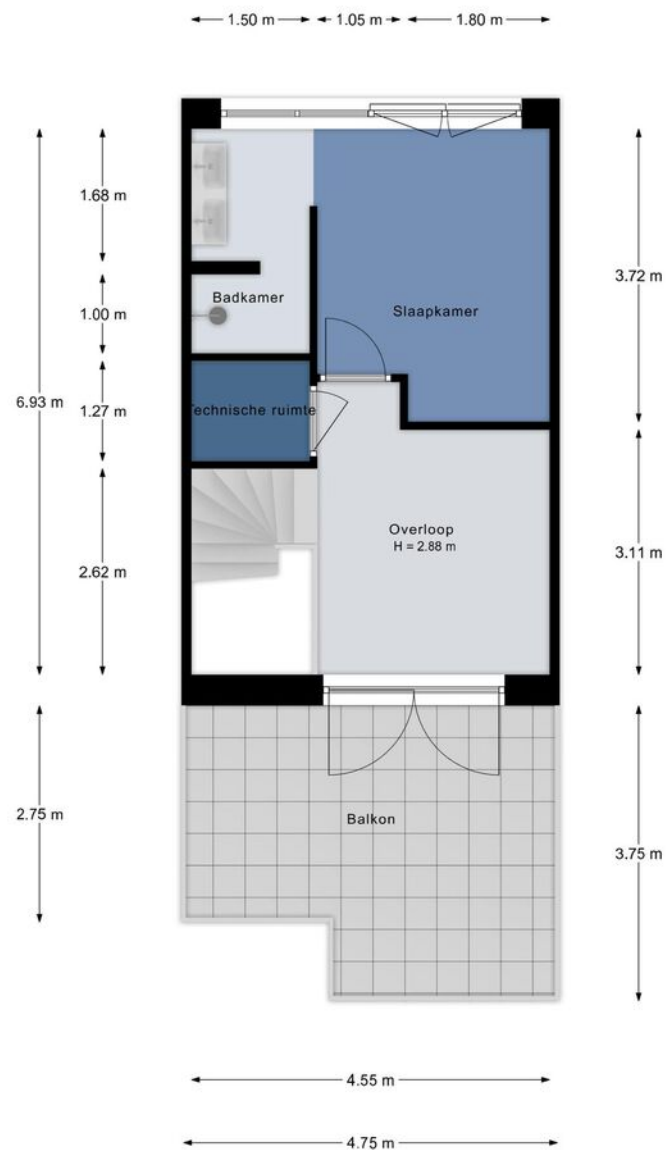 1.50 m 1.05 m 1.80 m
1.68 m
Badkamer
1.00 m
Slaapkamer
3.72 m
6.93 m
1.27 m
Technische ruimte
Overloop
H = 2.88 m
3.11 m
2.62 m
2.75 m
Balkon
3.75 m
4.55 m
4.75 m